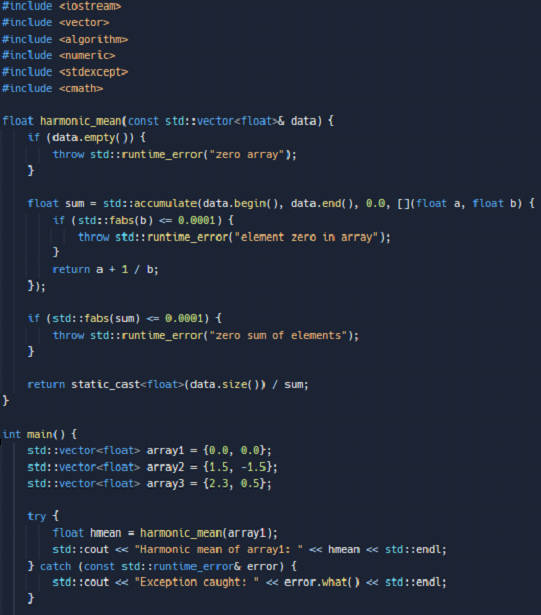 #include <iostream>
#include <vector>
#include <algorithm>
#include <numeric>
#include <stdexcept>
#include <cmath>

float harmonic_mean(const std::vector<float>& data) {
    if (data.empty()) {
        throw std::runtime_error("zero array");
    }

    float sum = std::accumulate(data.begin(), data.end(), 0.0, [](float a, float b) {
        if (std::fabs(b) <= 0.0001) {
            throw std::runtime_error("element zero in array");
        }
        return a + 1 / b;
    });

    if (std::fabs(sum) <= 0.0001) {
        throw std::runtime_error("zero sum of elements");
    }

    return static_cast<float>(data.size()) / sum;
}

int main() {
    std::vector<float> array1 = {0.0, 0.0};
    std::vector<float> array2 = {1.5, -1.5};
    std::vector<float> array3 = {2.3, 0.5};

    try {
        float hmean = harmonic_mean(array1);
        std::cout << "Harmonic mean of array1: " << hmean << std::endl;
    } catch (const std::runtime_error& error) {
        std::cout << "Exception caught: " << error.what() << std::endl;
    }